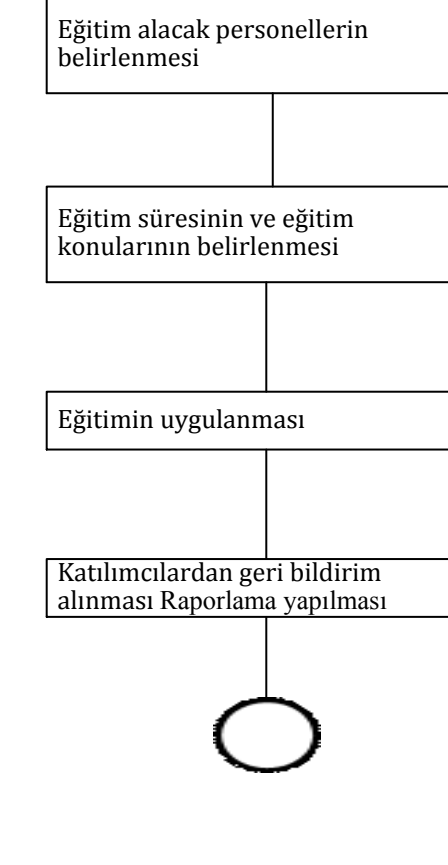 Eğitim alacak personellerin
belirlenmesi
Eğitim süresinin ve eğitim
konularının belirlenmesi
Eğitimin uygulanması
Katılımcılardan geri bildirim
alınması Raporlama yapılması